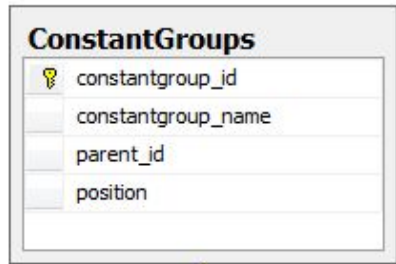 ConstantGroups
constantgroup_id
constantgroup_name
parent_id
position